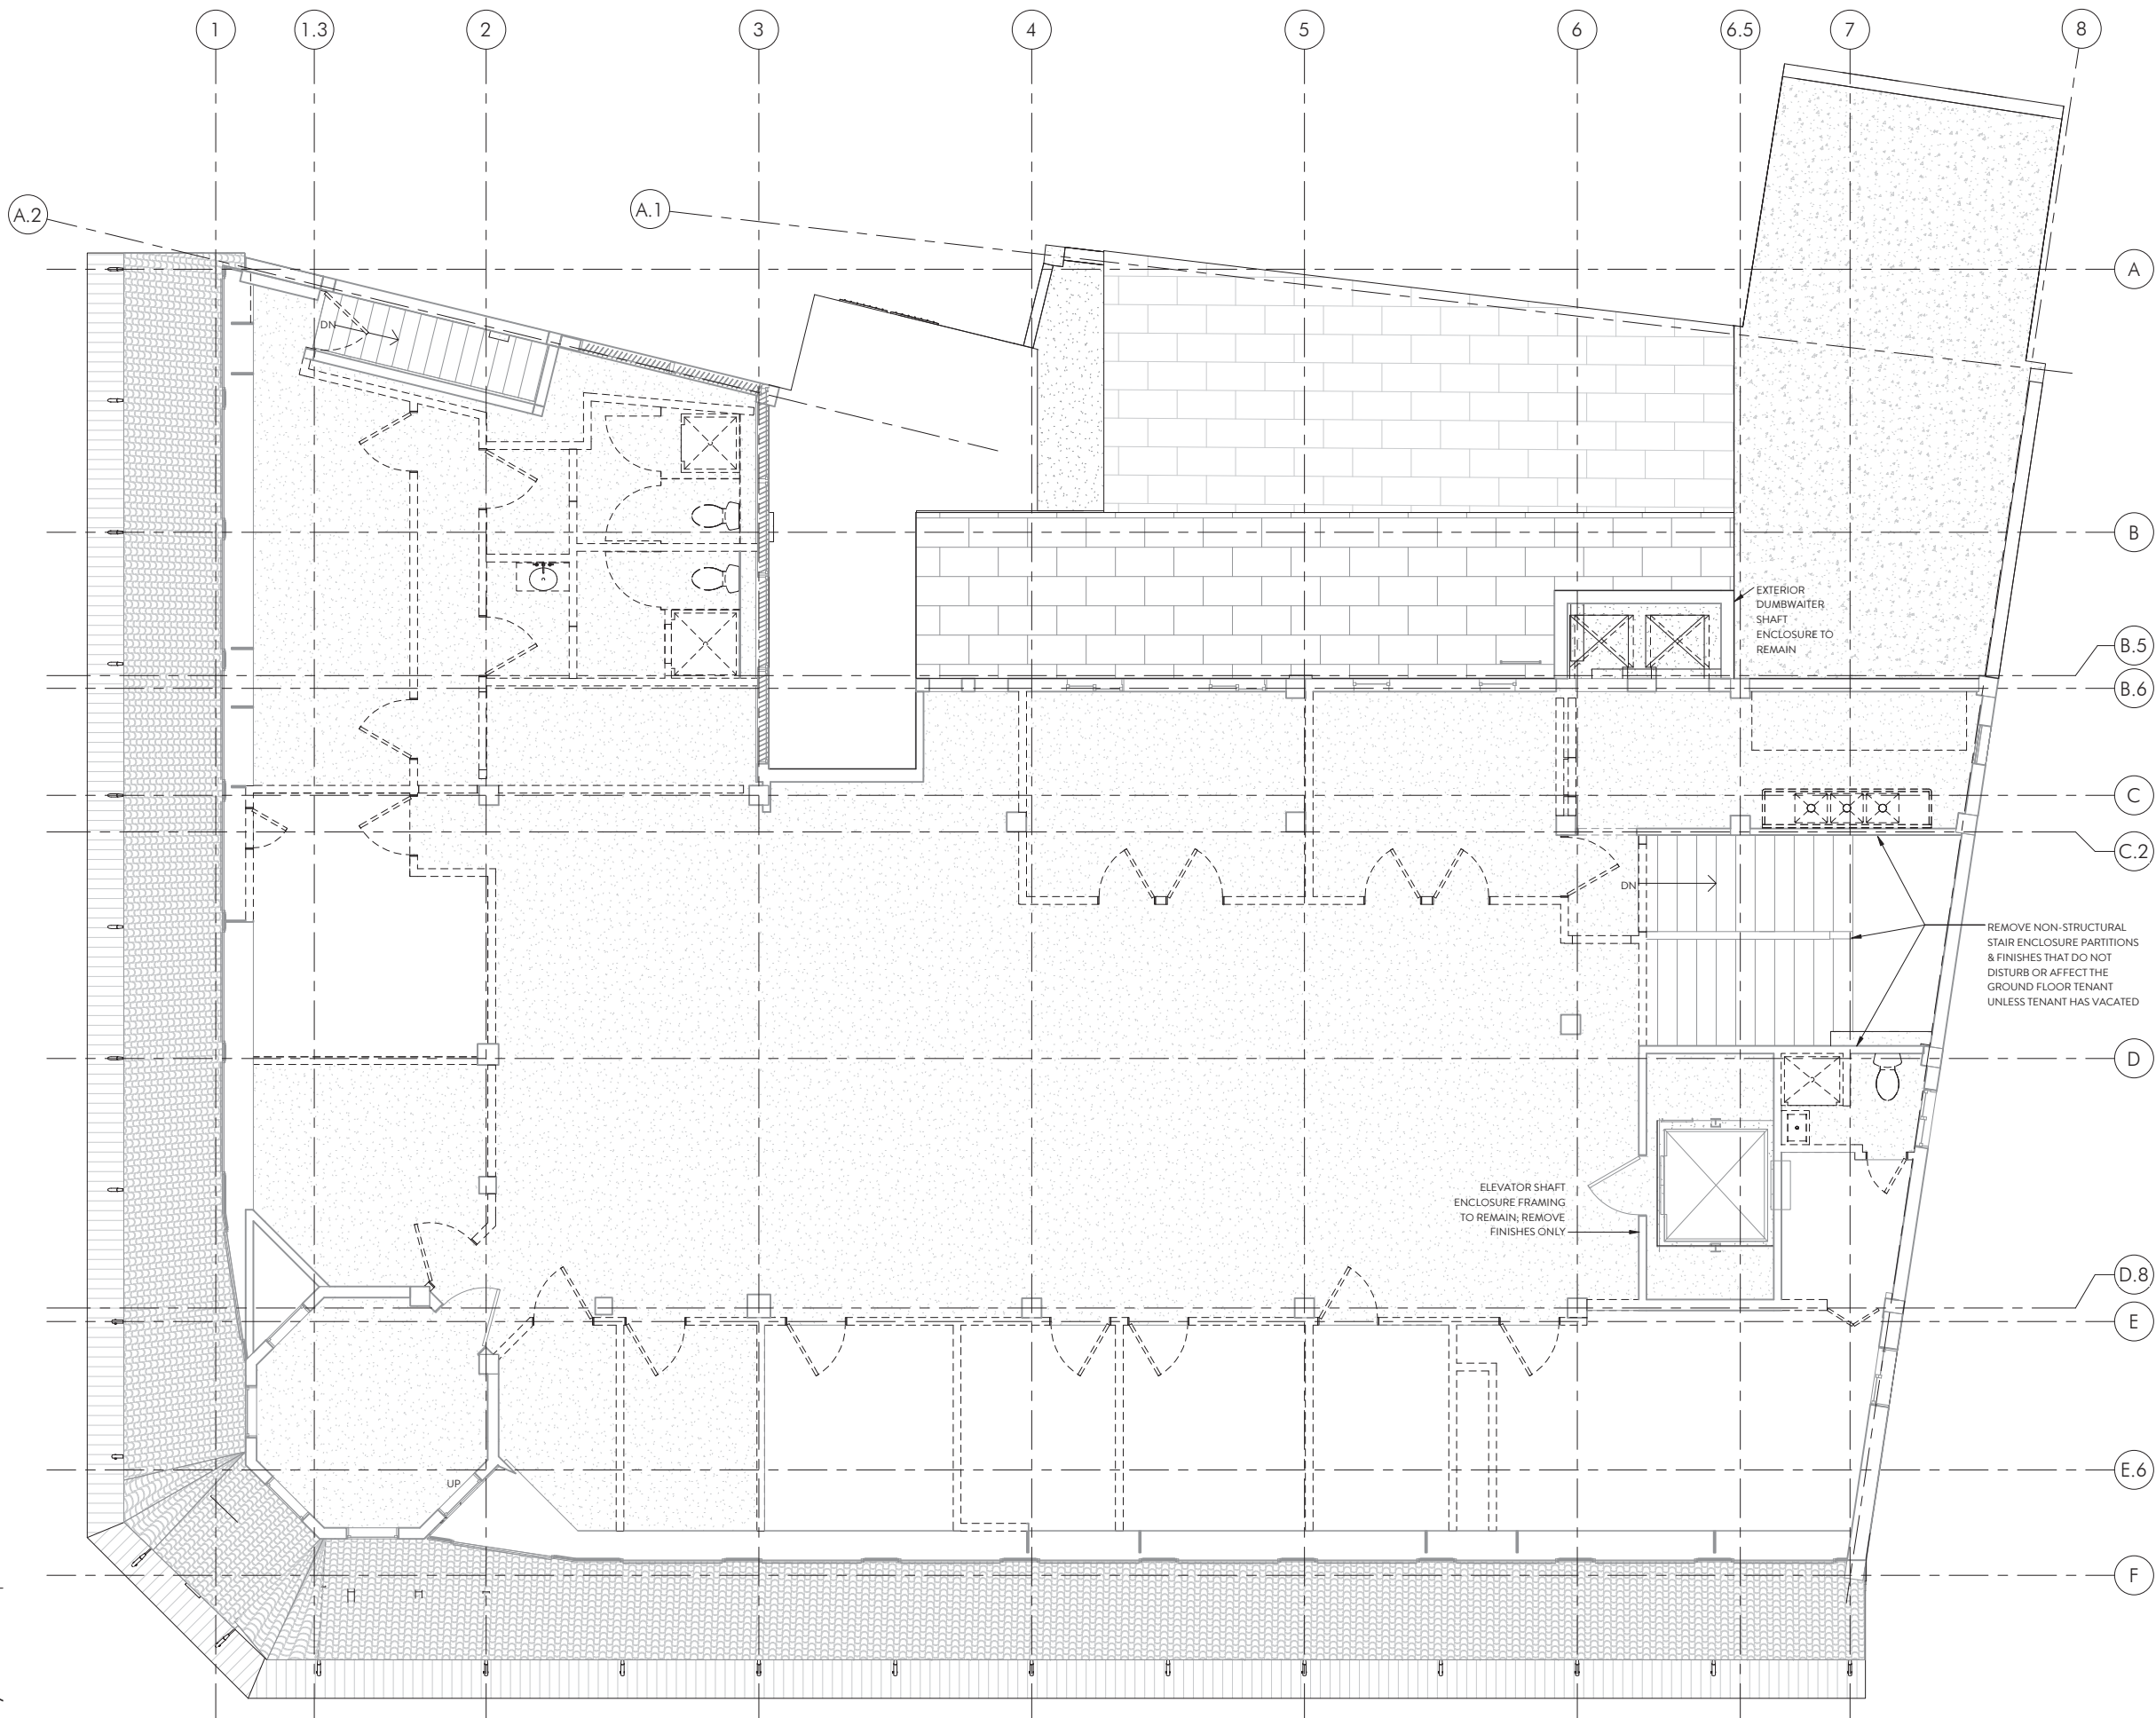 1
1.3
2
3
4
5
6
6.5
7
8
A.2
A.1
A
DN
B
EXTERIOR
DUMBWAITER
SHAFT
ENCLOSURE TO
REMAIN
B.5
B.6
C
C.2
DN
REMOVE NON-STRUCTURAL
STAIR ENCLOSURE PARTITIONS
& FINISHES THAT DO NOT
DISTURB OR AFFECT THE
GROUND FLOOR TENANT
UNLESS TENANT HAS VACATED
D
ELEVATOR SHAFT
ENCLOSURE FRAMING
TO REMAIN; REMOVE
FINISHES ONLY
D.8
E
UP
E.6
F